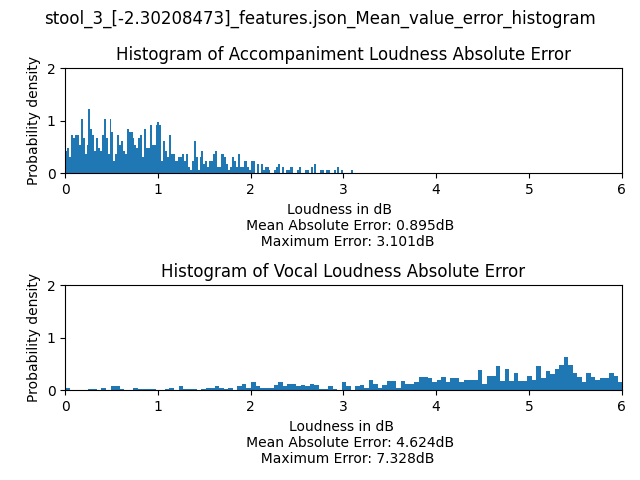 stool_3_[-2.30208473]_features.json_Mean_value_error_histogram
Histogram of Accompaniment Loudness Absolute Error
Probability density
2
1
0
0 1 2 3 4 5 6
Loudness in dB
Mean Absolute Error: 0.895dB
Maximum Error: 3.101dB
Histogram of Vocal Loudness Absolute Error
Probability density
2
1
0
0 1 2 3 4 5 6
Loudness in dB
Mean Absolute Error: 4.624dB
Maximum Error: 7.328dB